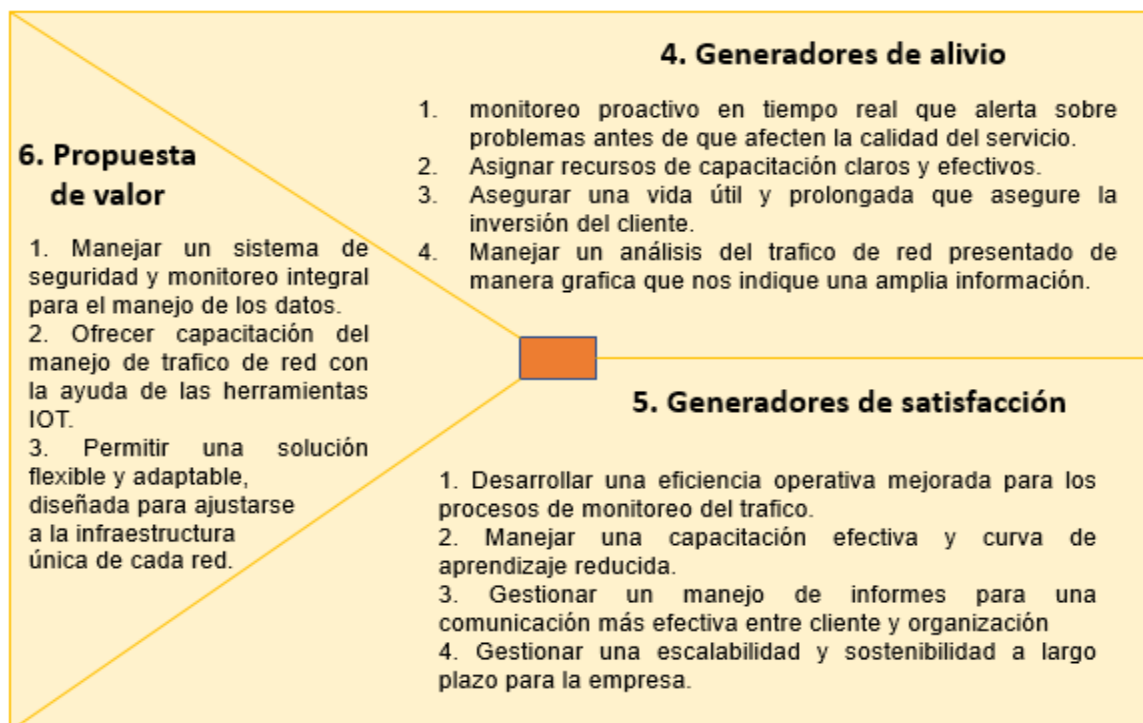 4. Generadores de alivio
1. monitoreo proactivo en tiempo real que alerta sobre
problemas antes de que afecten la calidad del servicio.
2. Asignar recursos de capacitación claros y efectivos.
3. Asegurar una vida útil y prolongada que asegure la
inversión del cliente.
4. Manejar un análisis del trafico de red presentado de
manera grafica que nos indique una amplia información.
6. Propuesta
de valor
1. Manejar un sistema de
seguridad y monitoreo integral
para el manejo de los datos.
2. Ofrecer capacitación del
manejo de trafico de red con
la ayuda de las herramientas
IOT.
3. Permitir una solución
flexible y adaptable,
diseñada para ajustarse
a la infraestructura
única de cada red.
5. Generadores de satisfacción
1. Desarrollar una eficiencia operativa mejorada para los
procesos de monitoreo del trafico.
2. Manejar una capacitación efectiva y curva de
aprendizaje reducida.
3. Gestionar un manejo de informes para una
comunicación más efectiva entre cliente y organización
4. Gestionar una escalabilidad y sostenibilidad a largo
plazo para la empresa.